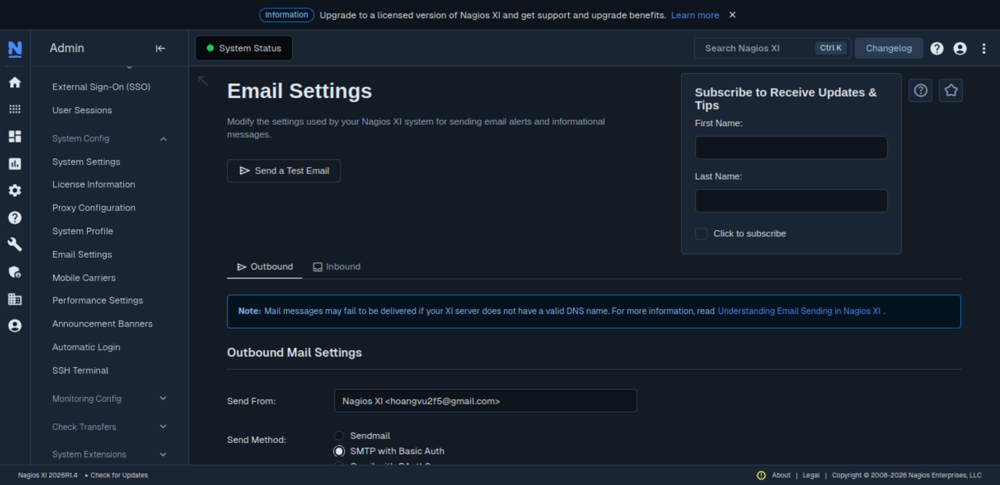 Information Upgrade to a licensed version of Nagios XI and get support and upgrade benefits. Learn more
Admin
System Status
Search Nagios XI
Ctrl K
Changelog
External Sign-On (SSO)
User Sessions
System Config
System Settings
License Information
Proxy Configuration
System Profile
Email Settings
Mobile Carriers
Performance Settings
Announcement Banners
Automatic Login
SSH Terminal
Monitoring Config
Check Transfers
System Extensions
Email Settings
Modify the settings used by your Nagios XI system for sending email alerts and informational
messages.
Send a Test Email
Subscribe to Receive Updates &
Tips
First Name:
Last Name:
Click to subscribe
Outbound
Inbound
Note: Mail messages may fail to be delivered if your XI server does not have a valid DNS name. For more information, read Understanding Email Sending in Nagios XI .
Outbound Mail Settings
Send From:
Nagios XI <hoangvu2f5@gmail.com>
Send Method:
Sendmail
SMTP with Basic Auth
Nagios XI 2026R1.4 • Check for Updates
About | Legal | Copyright © 2008-2026 Nagios Enterprises, LLC